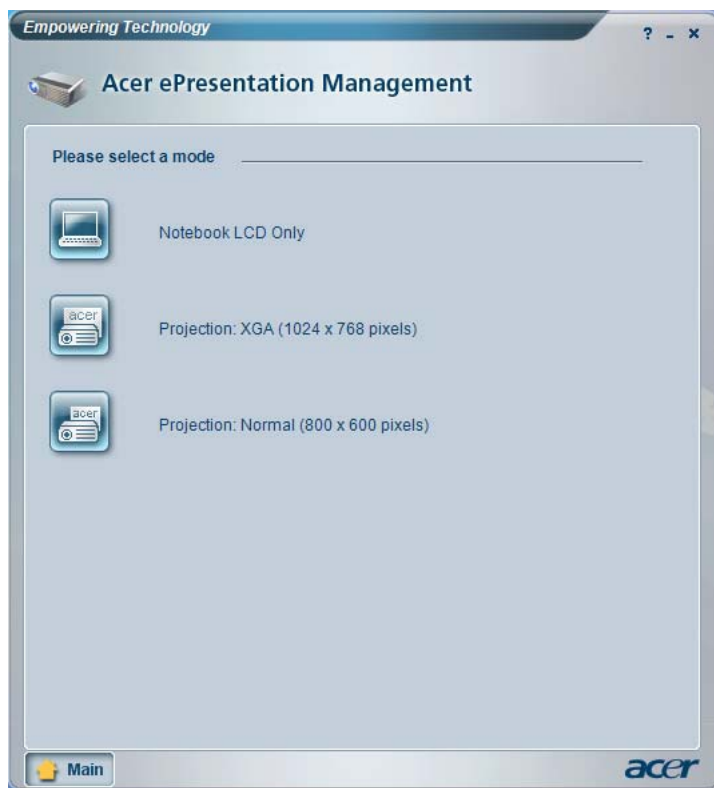 Empowering Technology
? - ×
Acer ePresentation Management
Please select a mode
Notebook LCD Only
acer
Projection: XGA (1024 x 768 pixels)
acer
Projection: Normal (800 x 600 pixels)
Main
acer